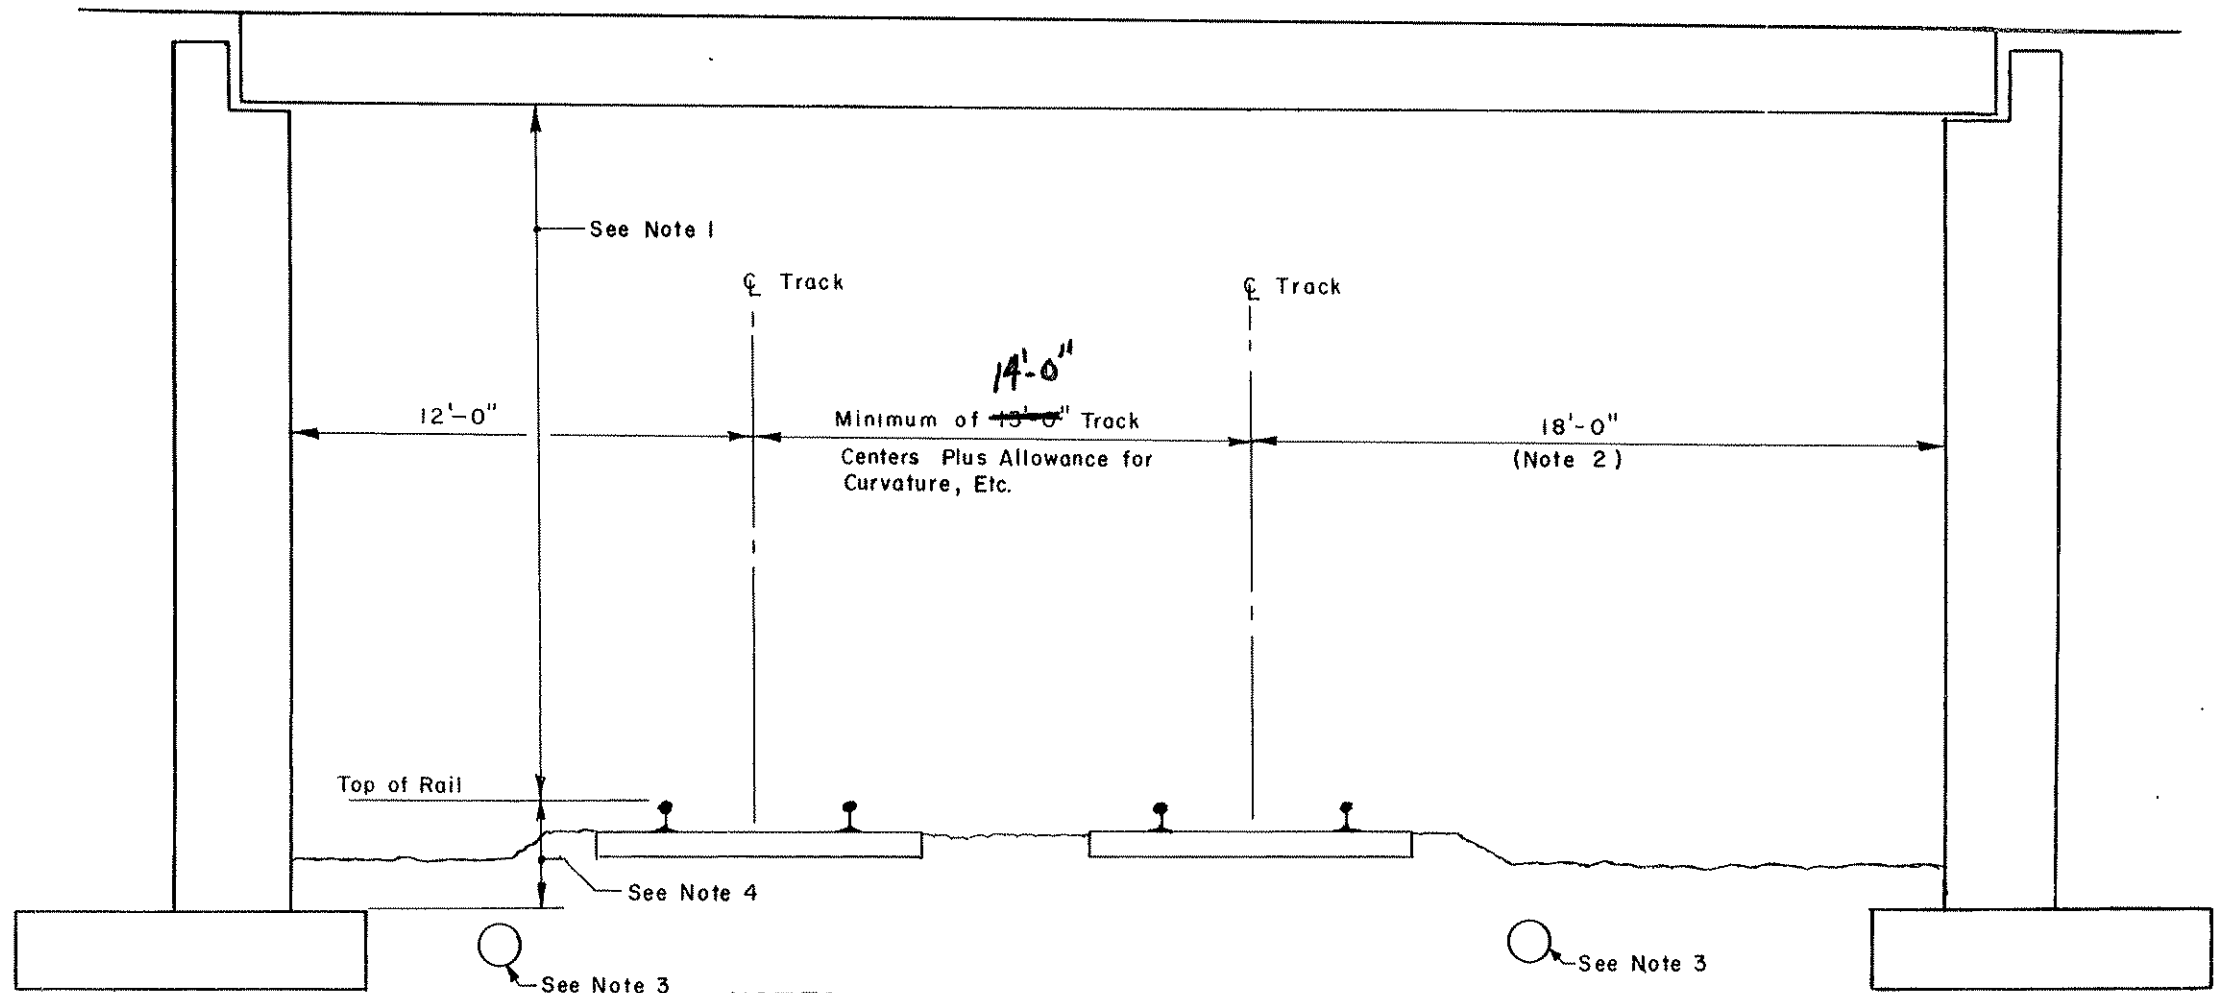 See Note 1
℄ Track
℄ Track
14'-0"
12'-0"
Minimum of 13'-0" Track
18'-0"
Centers Plus Allowance for
(Note 2)
Curvature, Etc.
Top of Rail
See Note 4
See Note 3
See Note 3